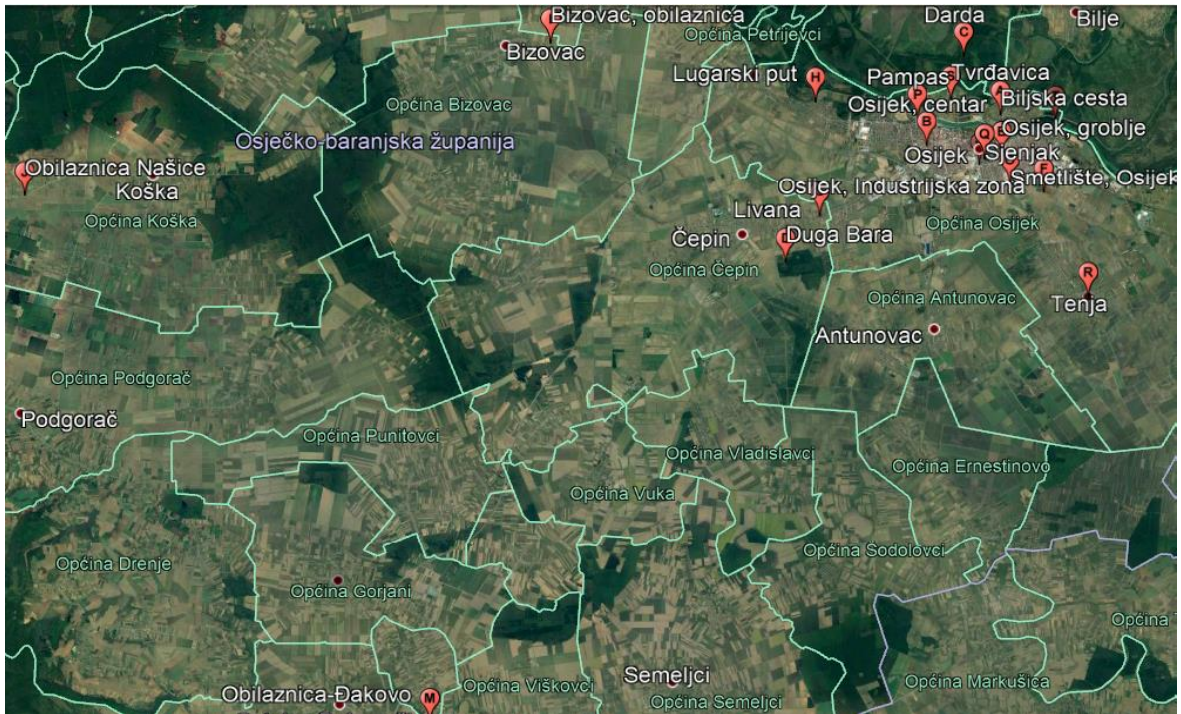 Bizovac, obilaznica
Darda
Bilje
Bizovac
Općina Petrijevci
C
Lugarski put
H
Pampas
Tvrđavica
Općina Bizovac
P
Biljska cesta
Osijek, centar
B
Osječko-baranjska županija
Q
Osijek, groblje
Osijek
Sjenjak
Obilaznica Našice
Koška
Osijek, Industrijska zona
Smetlište, Osijek
Općina Koška
Livana
Općina Osijek
Čepin
Duga Bara
Općina Čepin
R
Općina Antunovac
Tenja
Antunovac
Općina Podgorač
Podgorač
Općina Punitovci
Općina Vladislavci
Općina Ernestinovo
Općina Vuka
Općina Sodolovci
Općina Drenje
Općina Gorjani
Općina T
Semeljci
Općina Markušica
Obilaznica-Đakovo
M
Općina Viškovci
Općina Semeljci